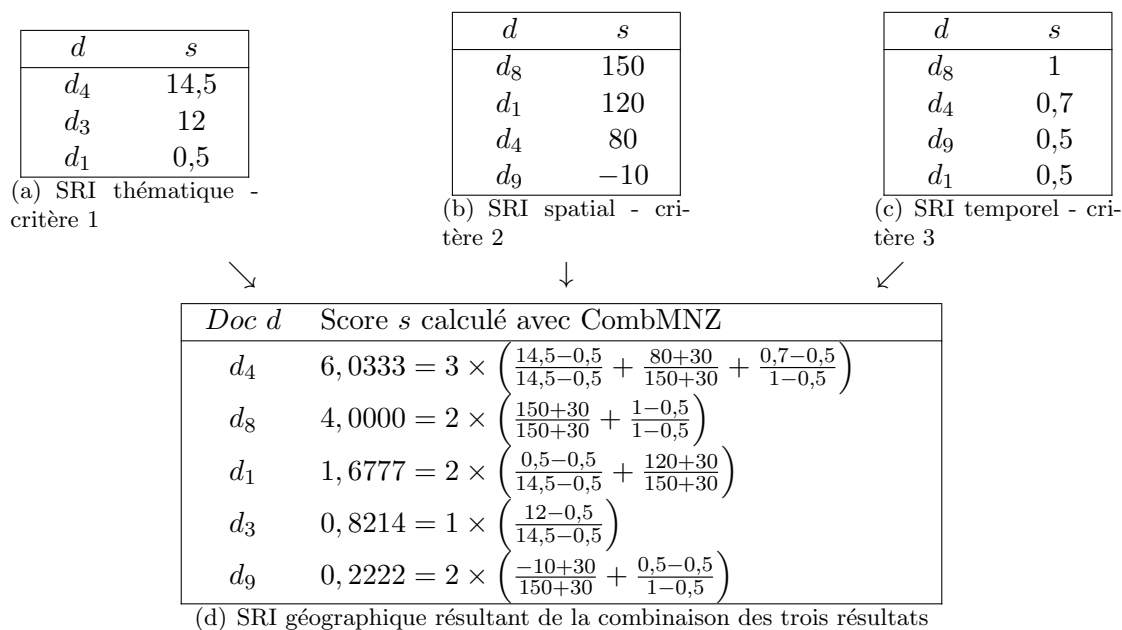 d s
d₄ 14,5
d₃ 12
d₁ 0,5
(a) SRI thématique -
critère 1
d s
d₈ 150
d₁ 120
d₄ 80
d₉ −10
(b) SRI spatial - cri-
tère 2
d s
d₈ 1
d₄ 0,7
d₉ 0,5
d₁ 0,5
(c) SRI temporel - cri-
tère 3
↘ ↓ ↙
Doc d Score s calculé avec CombMNZ
d₄ 6,0333 = 3 × (14,5−0,5/14,5−0,5 + 80+30/150+30 + 0,7−0,5/1−0,5)
d₈ 4,0000 = 2 × (150+30/150+30 + 1−0,5/1−0,5)
d₁ 1,6777 = 2 × (0,5−0,5/14,5−0,5 + 120+30/150+30)
d₃ 0,8214 = 1 × (12−0,5/14,5−0,5)
d₉ 0,2222 = 2 × (−10+30/150+30 + 0,5−0,5/1−0,5)
(d) SRI géographique résultant de la combinaison des trois résultats